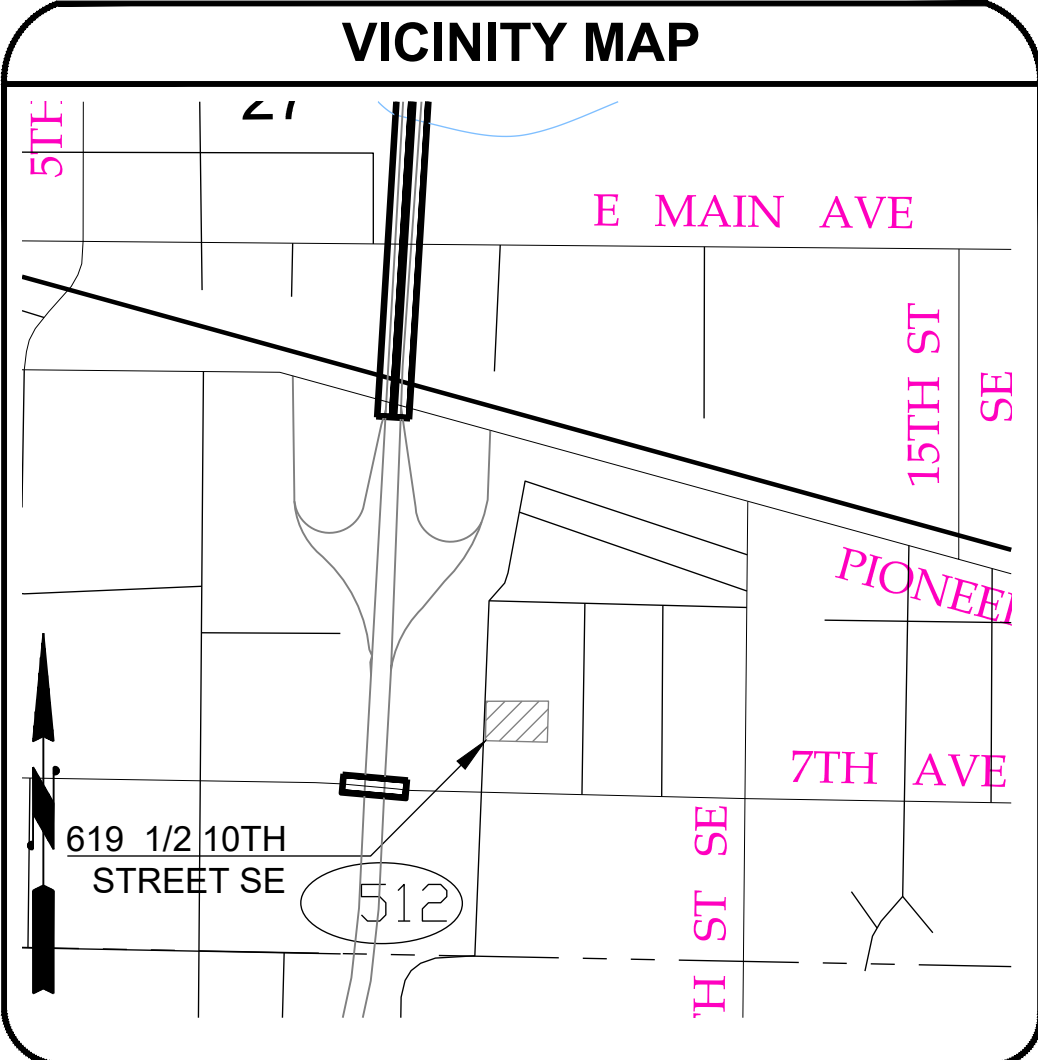 VICINITY MAP
5TH
27
E MAIN AVE
15TH ST
SE
PIONEE
7TH AVE
619 1/2 10TH
STREET SE
512
TH ST SE